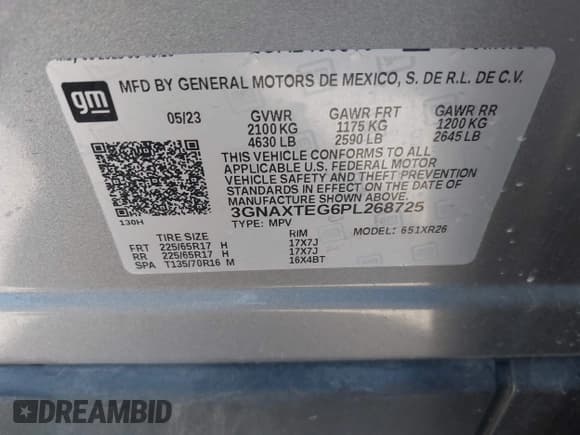 gm
MFD BY GENERAL MOTORS DE MEXICO, S. DE R.L. DE C.V.
05/23 GVWR GAWR FRT GAWR RR
2100 KG 1175 KG 1200 KG
4630 LB 2590 LB 2645 LB
THIS VEHICLE CONFORMS TO ALL
APPLICABLE U.S. FEDERAL MOTOR
VEHICLE SAFETY AND THEFT PREVENTION
STANDARDS IN EFFECT ON THE DATE OF
MANUFACTURE.
3GNAXTEG6PL268725
130H TYPE: MPV MODEL: 651XR26
TIRE SIZE RIM
FRT 225/65R17 H 17X7J
RR 225/65R17 H 17X7J
SPA T135/70R16 M 16X4BT
DREAMBID